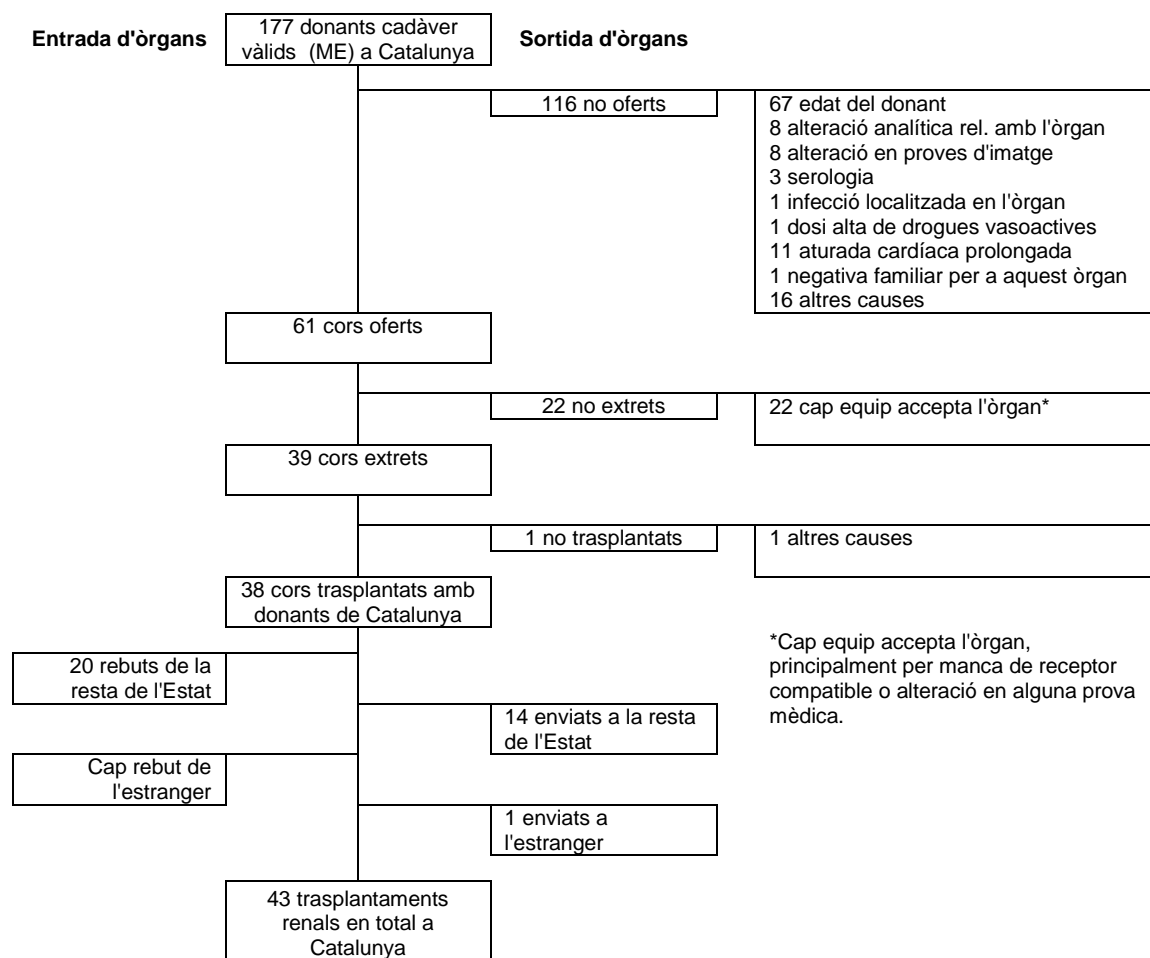 Entrada d'òrgans
177 donants cadàver
vàlids (ME) a Catalunya
Sortida d'òrgans
116 no oferts
67 edat del donant
8 alteració analítica rel. amb l'òrgan
8 alteració en proves d'imatge
3 serologia
1 infecció localitzada en l'òrgan
1 dosi alta de drogues vasoactives
11 aturada cardíaca prolongada
1 negativa familiar per a aquest òrgan
16 altres causes
61 cors oferts
22 no extrets
22 cap equip accepta l'òrgan*
39 cors extrets
1 no trasplantats
1 altres causes
38 cors trasplantats amb
donants de Catalunya
*Cap equip accepta l'òrgan,
principalment per manca de receptor
compatible o alteració en alguna prova
mèdica.
20 rebuts de la
resta de l'Estat
14 enviats a la resta
de l'Estat
Cap rebut de
l'estranger
1 enviats a
l'estranger
43 trasplantaments
renals en total a
Catalunya